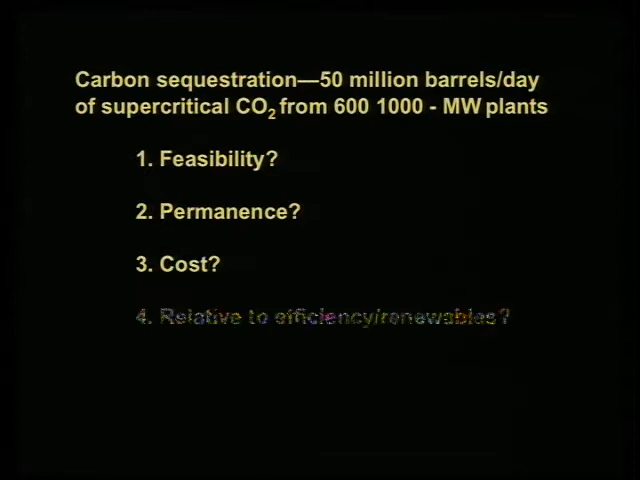 Carbon sequestration—50 million barrels/day
of supercritical CO₂ from 600 1000 - MW plants
1. Feasibility?
2. Permanence?
3. Cost?
4. Relative to efficiency/renewables?